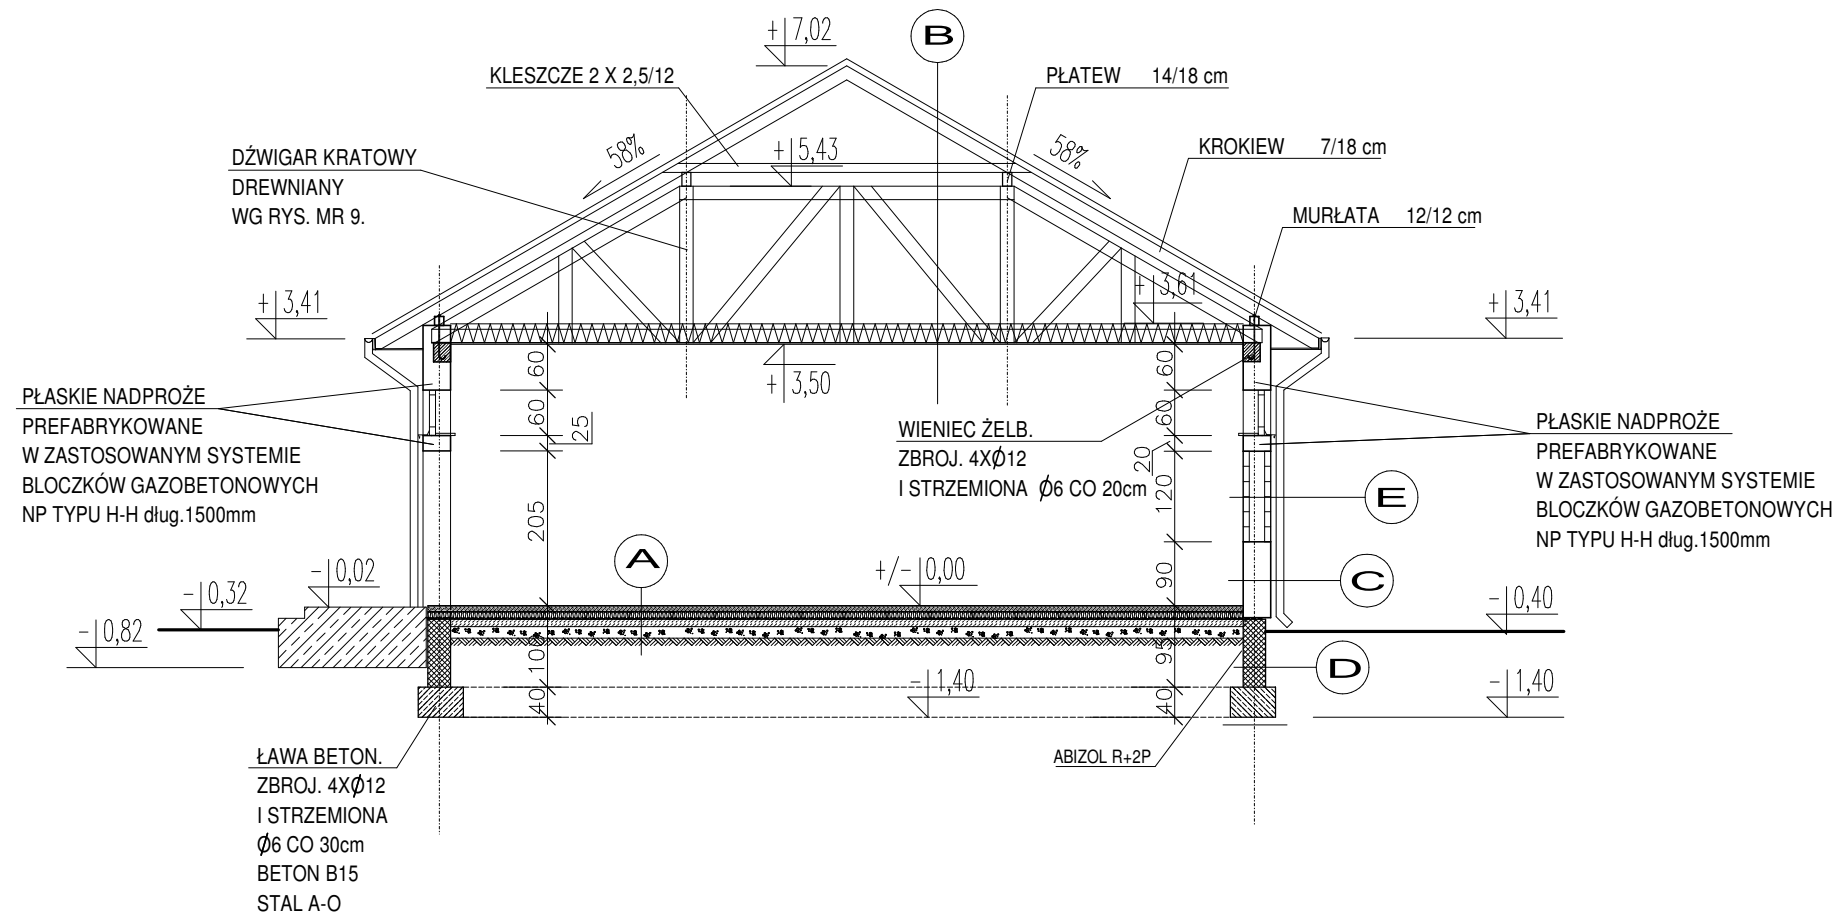 +7,02
B
KLESZCZE 2 X 2,5/12
PŁATEW 14/18 cm
58%
58%
+5,43
DŹWIGAR KRATOWY
DREWNIANY
WG RYS. MR 9.
KROKIEW 7/18 cm
MURŁATA 12/12 cm
+3,41
+3,61
+3,41
+3,50
60
60
25
205
60
60
20
120
90
PŁASKIE NADPROŻE
PREFABRYKOWANE
W ZASTOSOWANYM SYSTEMIE
BLOCZKÓW GAZOBETONOWYCH
NP TYPU H-H dług.1500mm
WIENIEC ŻELB.
ZBROJ. 4XØ12
I STRZEMIONA Ø6 CO 20cm
PŁASKIE NADPROŻE
PREFABRYKOWANE
W ZASTOSOWANYM SYSTEMIE
BLOCZKÓW GAZOBETONOWYCH
NP TYPU H-H dług.1500mm
E
A
C
+/-0,00
-0,02
-0,32
-0,82
-0,40
100
95
D
40
40
-1,40
-1,40
ŁAWA BETON.
ZBROJ. 4XØ12
I STRZEMIONA
Ø6 CO 30cm
BETON B15
STAL A-O
ABIZOL R+2P